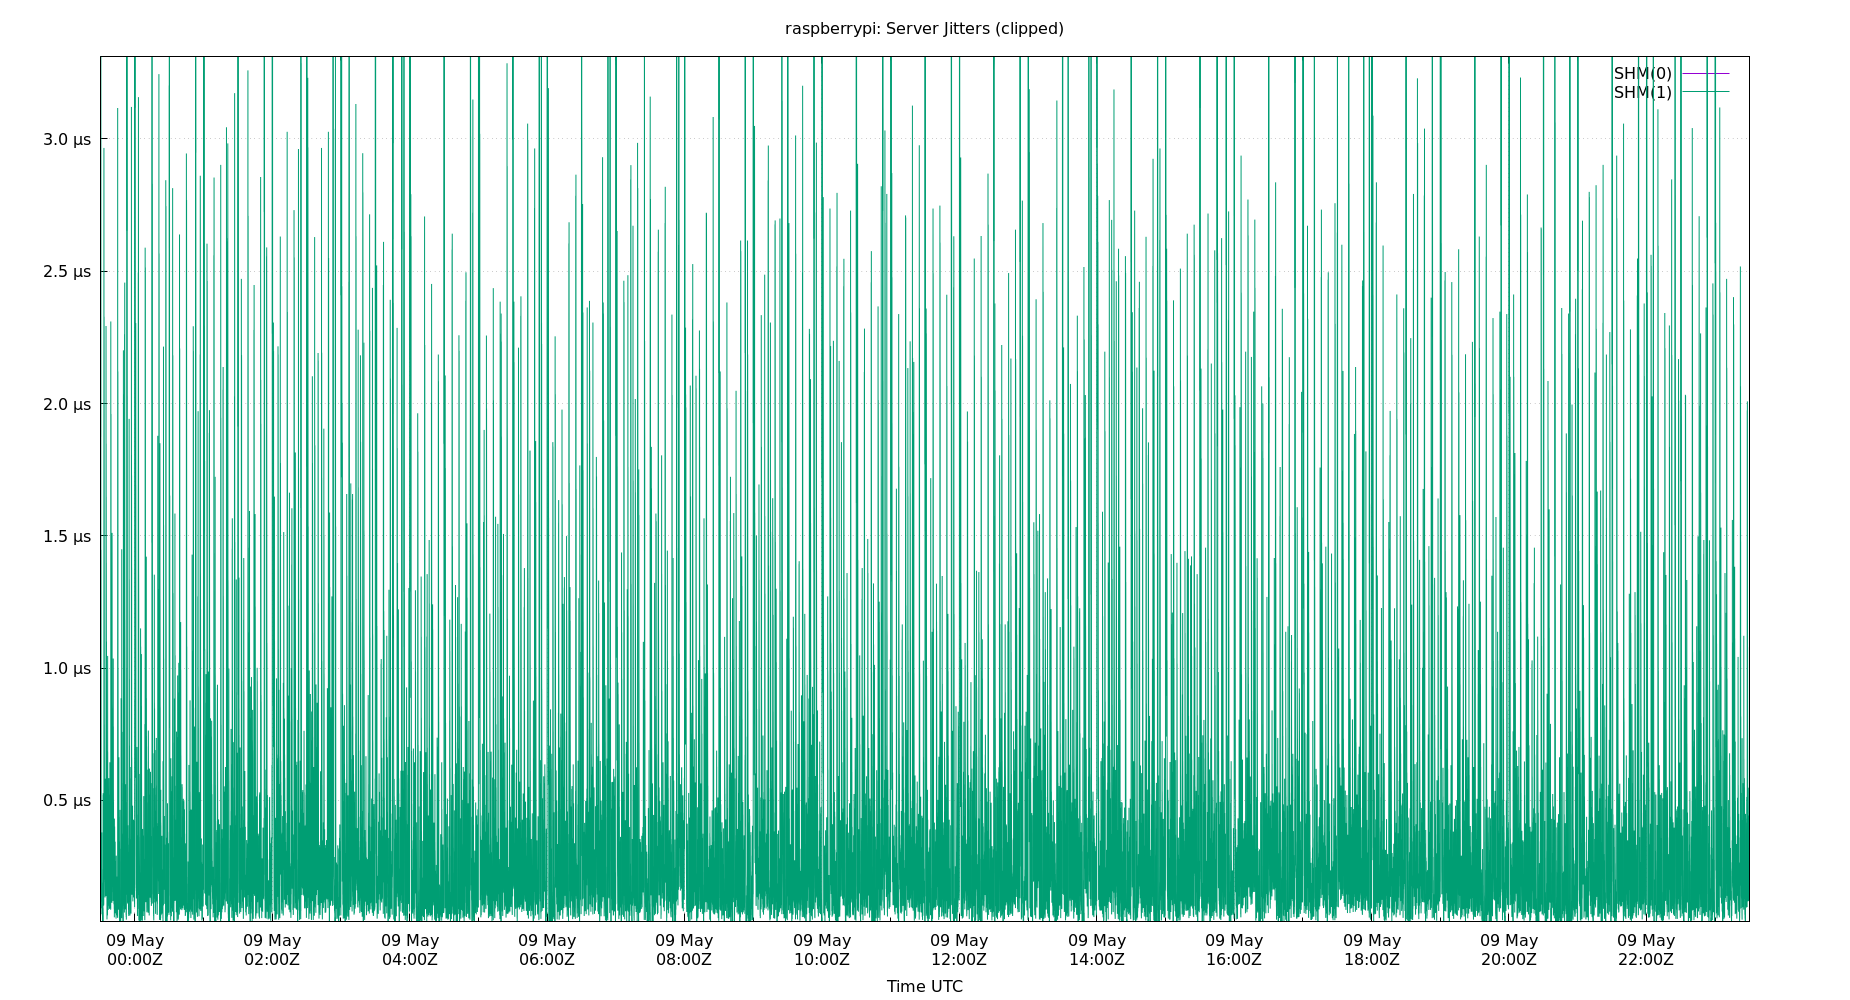 raspberrypi: Server Jitters (clipped)
SHM(0)
SHM(1)
3.0 µs
2.5 µs
2.0 µs
1.5 µs
1.0 µs
0.5 µs
09 May 09 May 09 May 09 May 09 May 09 May 09 May 09 May 09 May 09 May 09 May 09 May
00:00Z 02:00Z 04:00Z 06:00Z 08:00Z 10:00Z 12:00Z 14:00Z 16:00Z 18:00Z 20:00Z 22:00Z
Time UTC